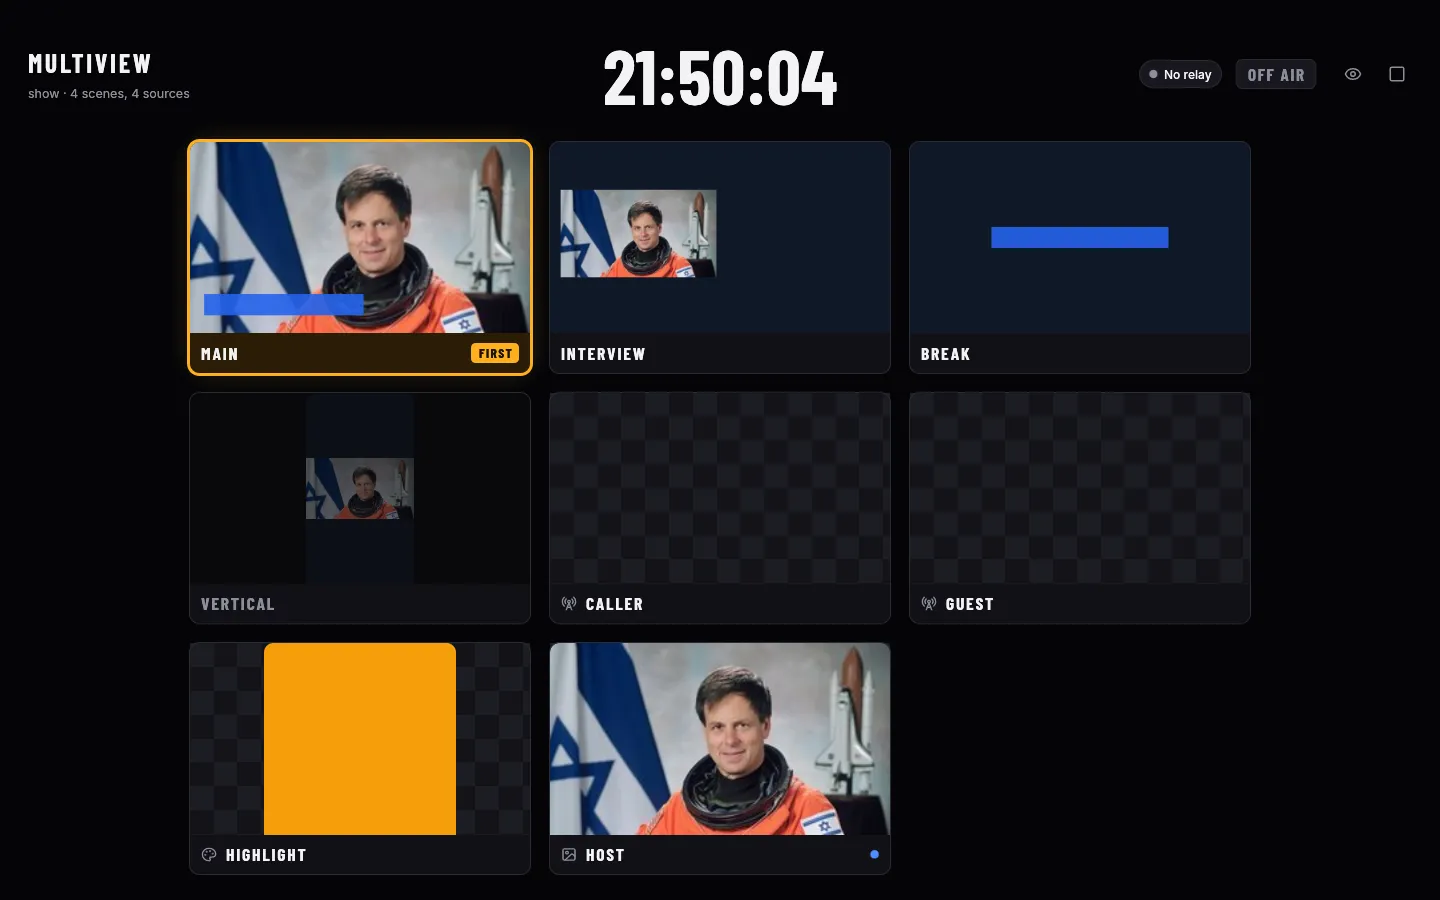 MULTIVIEW
show · 4 scenes, 4 sources
21:50:04
No relay
OFF AIR
MAIN
FIRST
INTERVIEW
BREAK
VERTICAL
CALLER
GUEST
HIGHLIGHT
HOST